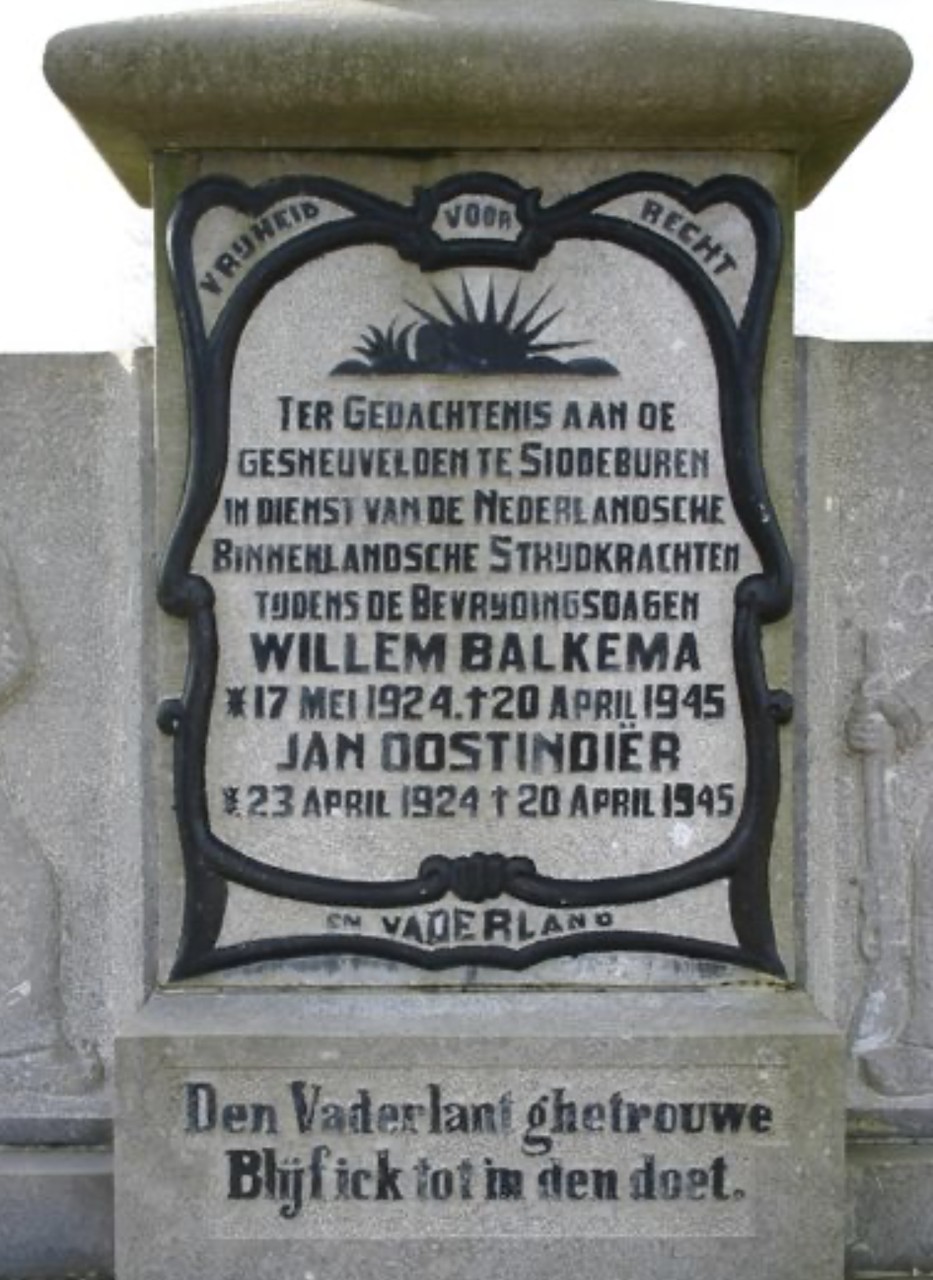 VRIJHEID VOOR RECHT
TER GEDACHTENIS AAN DE
GESNEUVELDEN TE SIDDEBUREN
IN DIENST VAN DE NEDERLANDSCHE
BINNENLANDSCHE STRIJDKRACHTEN
TIJDENS DE BEVRIJDINGSDAGEN
WILLEM BALKEMA
* 17 MEI 1924. † 20 APRIL 1945
JAN OOSTINDIËR
* 23 APRIL 1924 † 20 APRIL 1945
EN VADERLAND
Den Vaderlant ghetrouwe
Blijf ick tot in den doet.